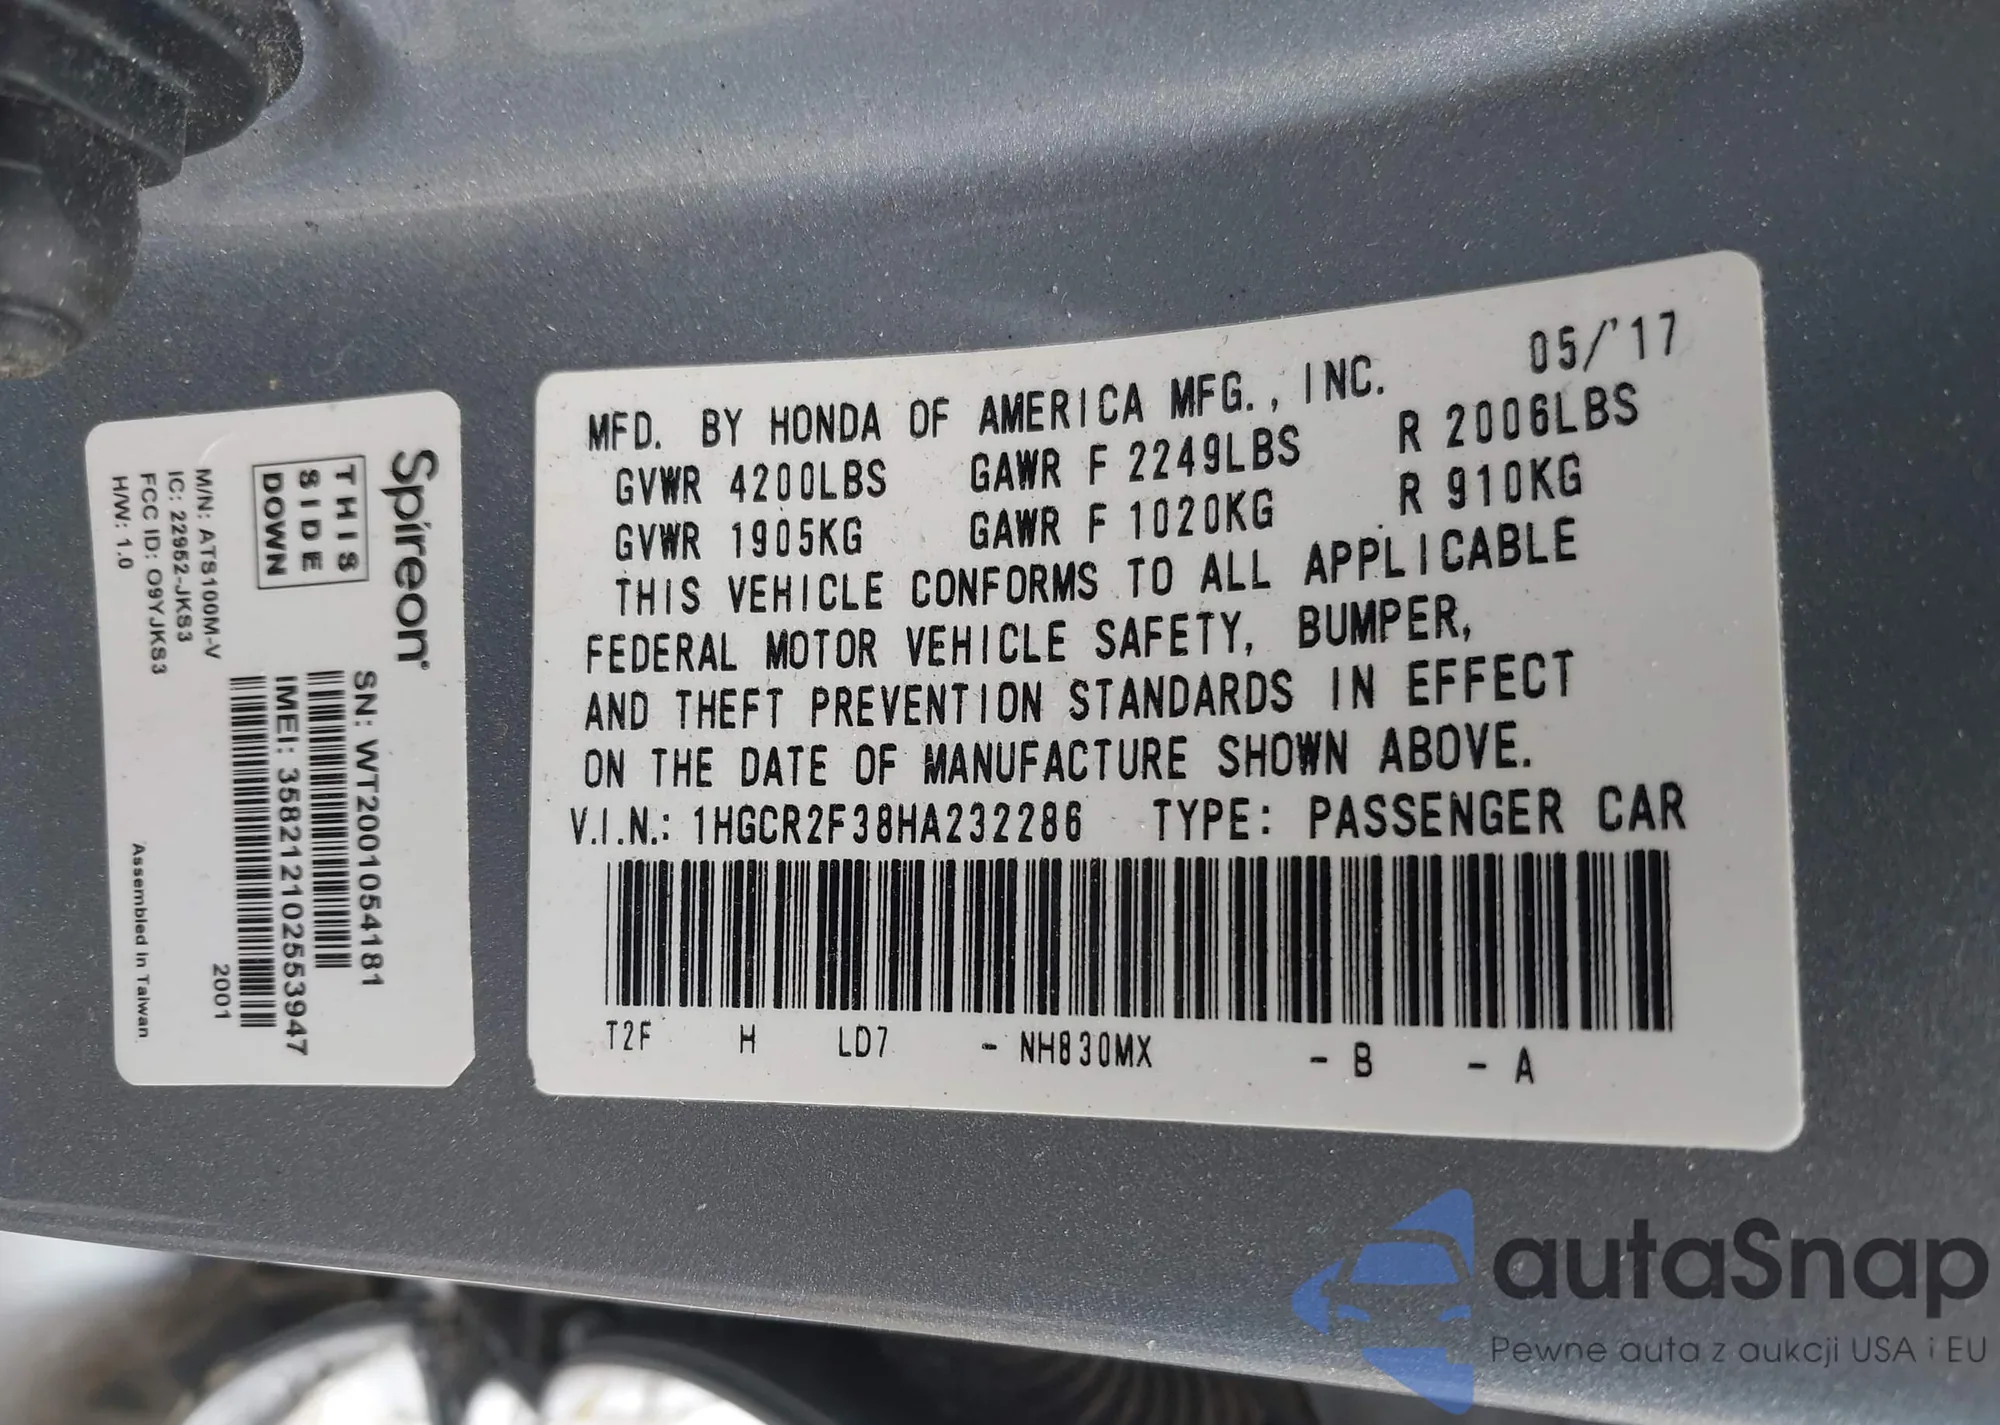 Spireon
THIS
SIDE
DOWN
M/N: ATS100M-V
IC: 22952-JKS3
FCC ID: O9YJKS3
H/W: 1.0
SN: WT2001054181
IMEI: 358212102553947
2001
Assembled in Taiwan
05/'17
MFD. BY HONDA OF AMERICA MFG., INC.
GVWR 4200LBS GAWR F 2249LBS R 2006LBS
GVWR 1905KG GAWR F 1020KG R 910KG
THIS VEHICLE CONFORMS TO ALL APPLICABLE
FEDERAL MOTOR VEHICLE SAFETY, BUMPER,
AND THEFT PREVENTION STANDARDS IN EFFECT
ON THE DATE OF MANUFACTURE SHOWN ABOVE.
V.I.N.: 1HGCR2F38HA232286 TYPE: PASSENGER CAR
T2F H LD7 - NH830MX - B - A
autaSnap
Pewne auta z aukcji USA i EU